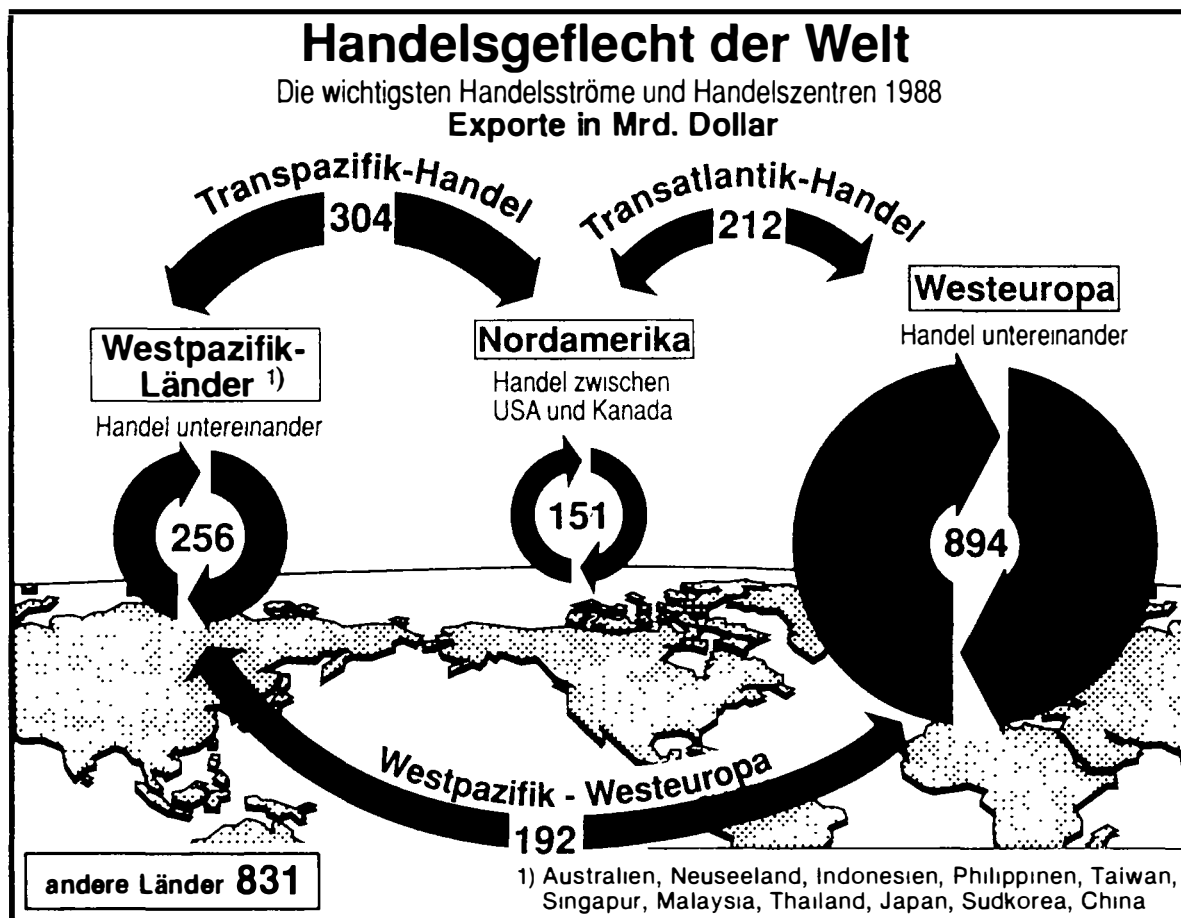 Handelsgeflecht der Welt
Die wichtigsten Handelsströme und Handelszentren 1988
Exporte in Mrd. Dollar
Transpazifik-Handel
304
Transatlantik-Handel
212
Westpazifik-
Länder 1)
Handel untereinander
256
Nordamerika
Handel zwischen
USA und Kanada
151
Westeuropa
Handel untereinander
894
Westpazifik - Westeuropa
192
andere Länder 831
1) Australien, Neuseeland, Indonesien, Philippinen, Taiwan,
Singapur, Malaysia, Thailand, Japan, Sudkorea, China